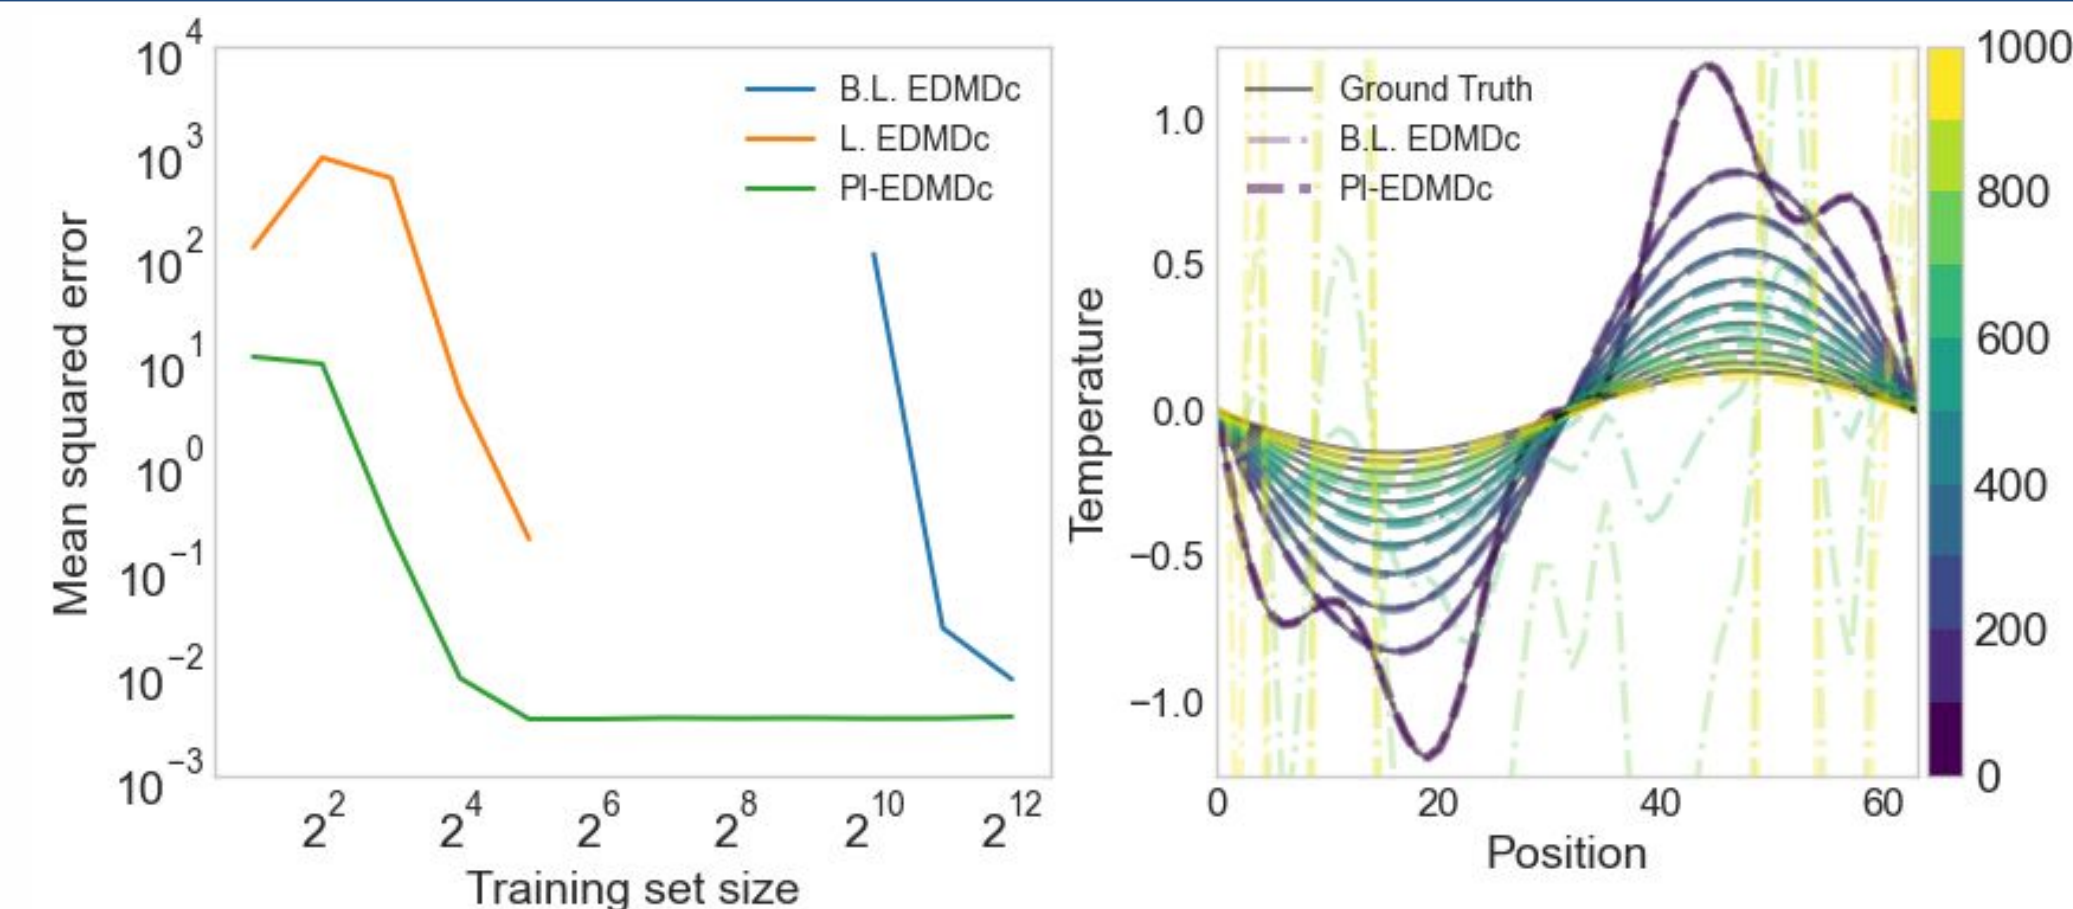 10^4
10^3
10^2
10^1
10^0
10^−1
10^−2
10^−3
Mean squared error
B.L. EDMDc
L. EDMDc
PI-EDMDc
2^2 2^4 2^6 2^8 2^10 2^12
Training set size
1.0
0.5
0.0
−0.5
−1.0
Temperature
Ground Truth
B.L. EDMDc
PI-EDMDc
0 20 40 60
Position
1000
800
600
400
200
0